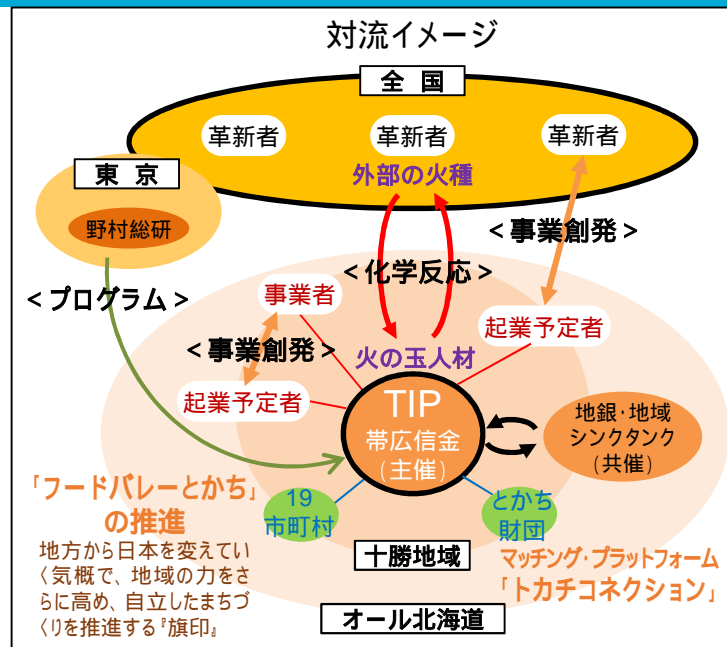 対流イメージ
全 国
革新者
革新者
革新者
外部の火種
東 京
野村総研
＜プログラム＞
＜化学反応＞
＜事業創発＞
事業者
＜事業創発＞
起業予定者
起業予定者
火の玉人材
TIP
帯広信金
(主催)
地銀・地域
シンクタンク
(共催)
19
市町村
とかち
財団
「フードバレーとかち」
の推進
地方から日本を変えてい
く気概で、地域の力をさ
らに高め、自立したまちづ
くりを推進する『旗印』
十勝地域
マッチング・プラットフォーム
「トカチコネクション」
オール北海道